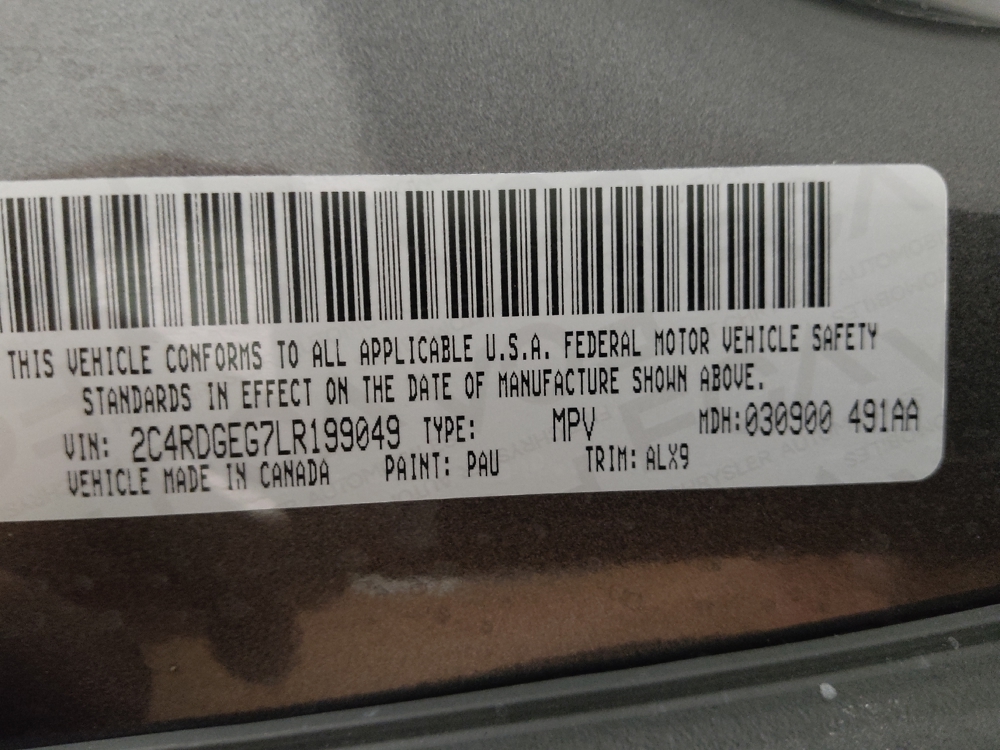 THIS VEHICLE CONFORMS TO ALL APPLICABLE U.S.A. FEDERAL MOTOR VEHICLE SAFETY
STANDARDS IN EFFECT ON THE DATE OF MANUFACTURE SHOWN ABOVE.
VIN: 2C4RDGEG7LR199049 TYPE: MPV MDH:030900 491AA
VEHICLE MADE IN CANADA PAINT: PAU TRIM: ALX9